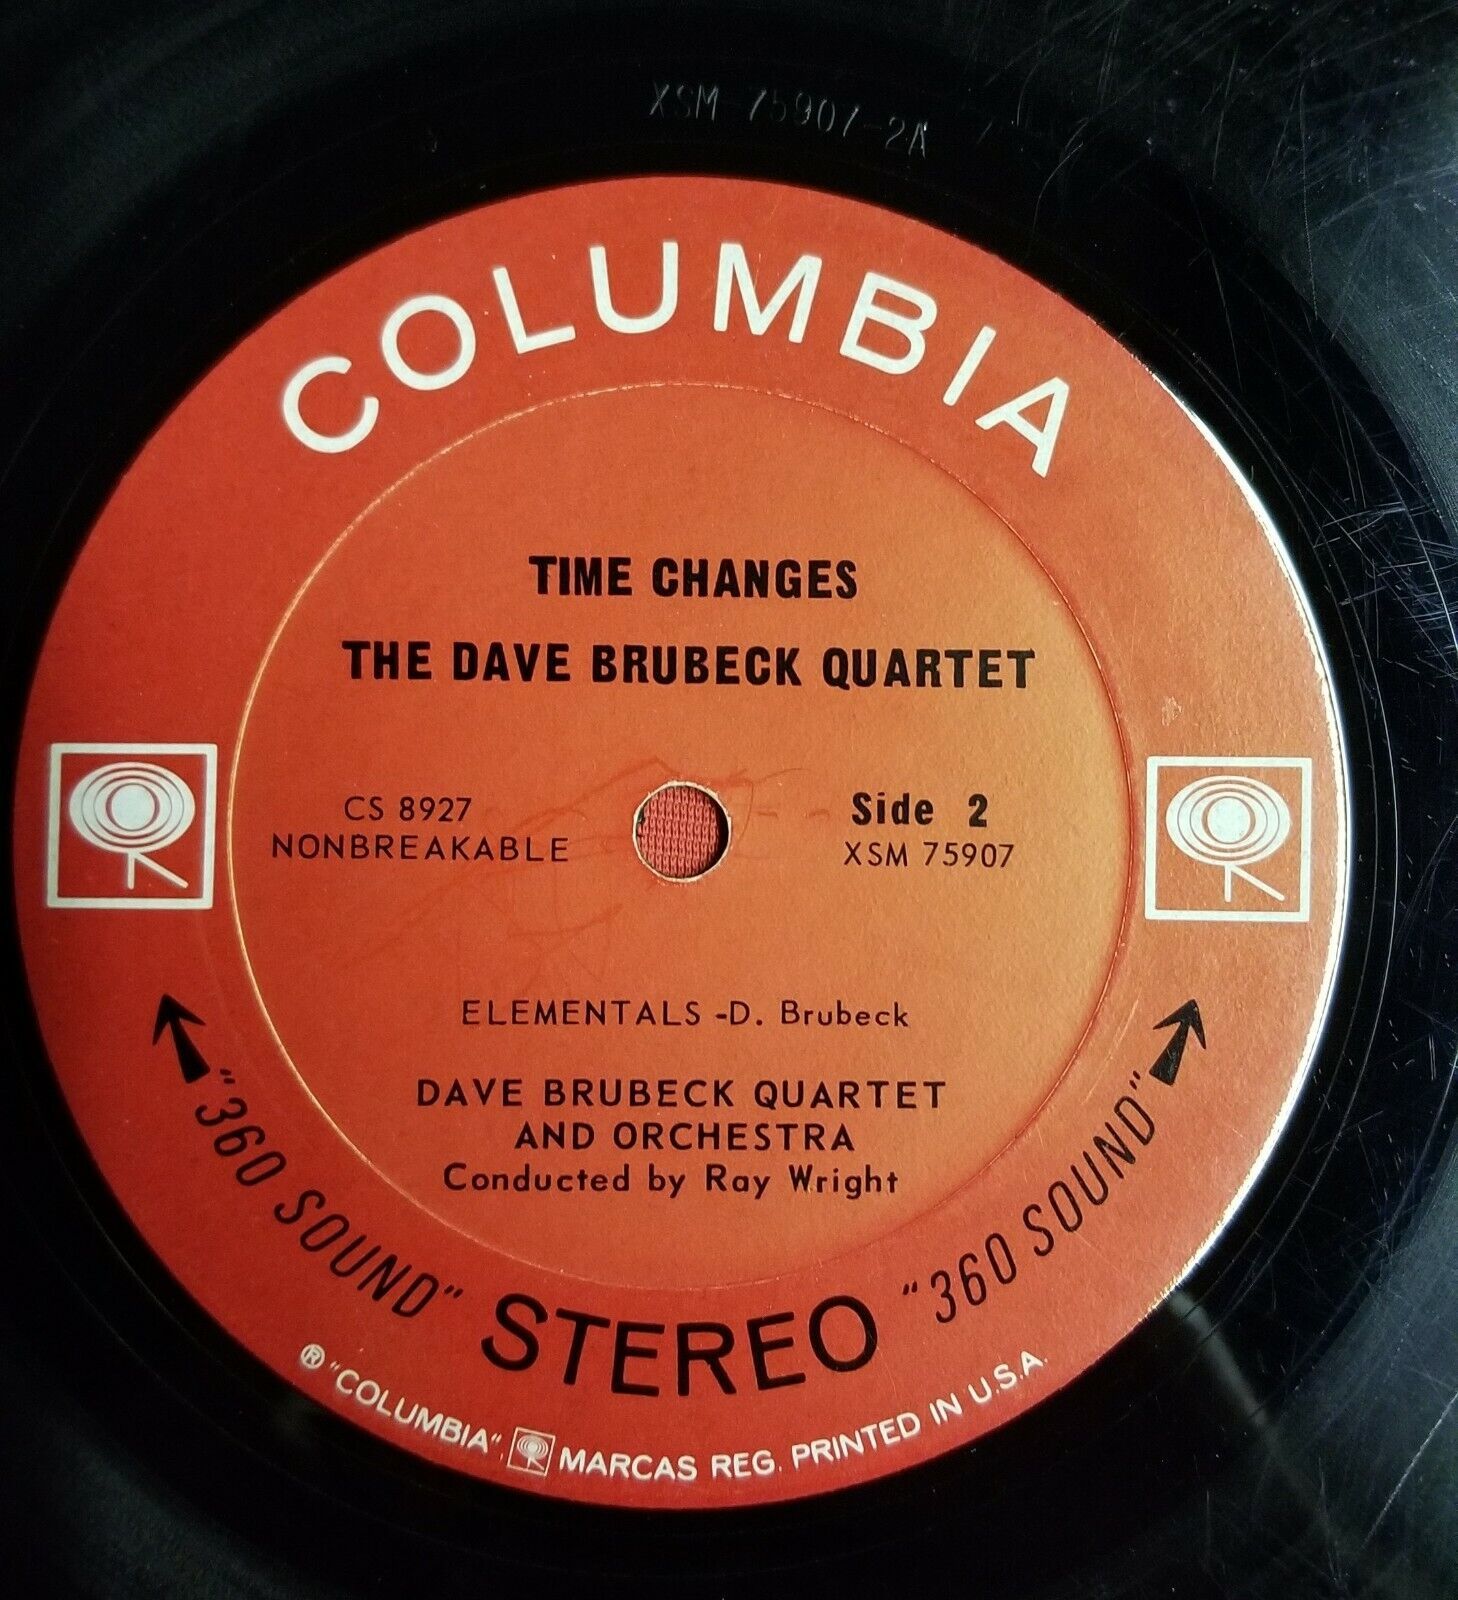 XSM 75907-2A
COLUMBIA
TIME CHANGES
THE DAVE BRUBECK QUARTET
CS 8927
NONBREAKABLE
Side 2
XSM 75907
ELEMENTALS -D. Brubeck
DAVE BRUBECK QUARTET
AND ORCHESTRA
Conducted by Ray Wright
"360 SOUND" STEREO "360 SOUND"
® "COLUMBIA", MARCAS REG. PRINTED IN U.S.A.